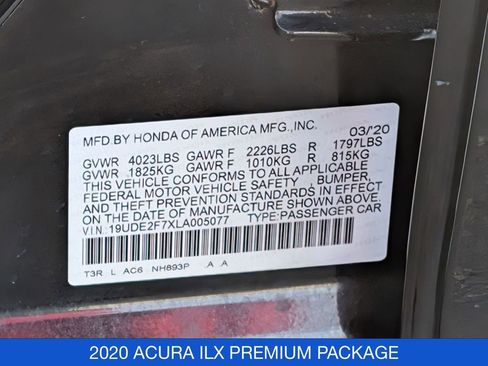 MFD.BY HONDA OF AMERICA MFG.,INC. 03/'20
GVWR 4023LBS GAWR F 2226LBS R 1797LBS
GVWR 1825KG GAWR F 1010KG R 815KG
THIS VEHICLE CONFORMS TO ALL APPLICABLE
FEDERAL MOTOR VEHICLE SAFETY , BUMPER,
AND THEFT PREVENTION STANDARDS IN EFFECT
ON THE DATE OF MANUFACTURE SHOWN ABOVE.
VIN:19UDE2F7XLA005077 TYPE:PASSENGER CAR
T3R L AC6 NH893P A A
2020 ACURA ILX PREMIUM PACKAGE